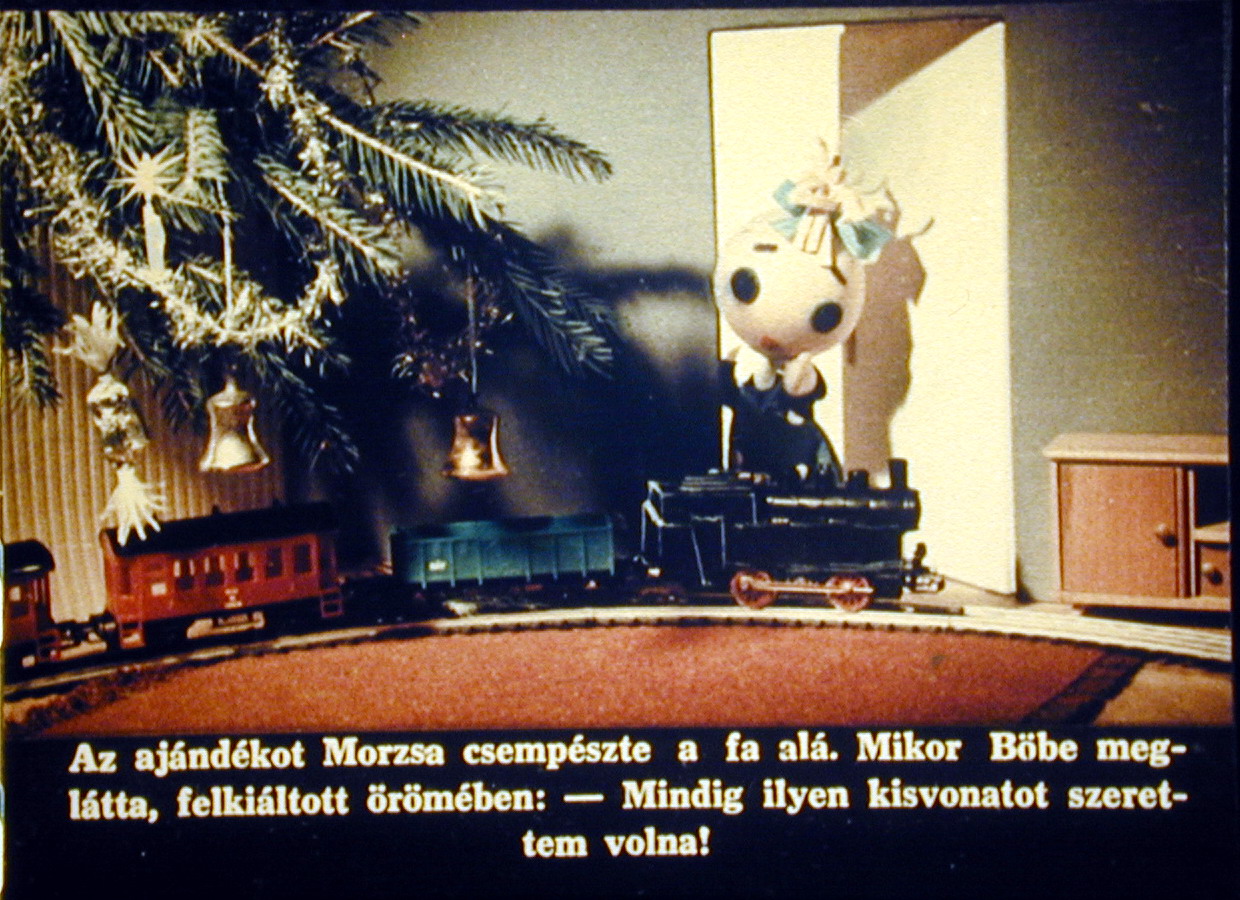 Az ajándékot Morzsa csempészte a fa alá. Mikor Böbe meg-
látta, felkiáltott örömében: — Mindig ilyen kisvonatot szeret-
tem volna!